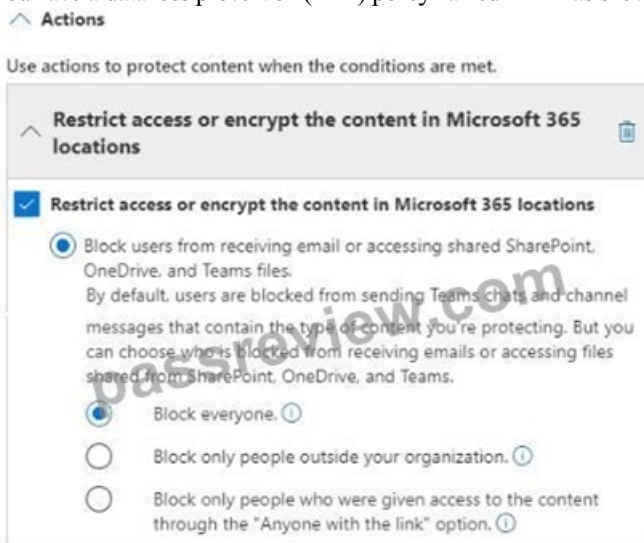 Actions
Use actions to protect content when the conditions are met.
Restrict access or encrypt the content in Microsoft 365
locations
Restrict access or encrypt the content in Microsoft 365 locations
Block users from receiving email or accessing shared SharePoint,
OneDrive, and Teams files.
By default, users are blocked from sending Teams chats and channel
messages that contain the type of content you're protecting. But you
can choose who is blocked from receiving emails or accessing files
shared from SharePoint, OneDrive, and Teams.
passreview.com
Block everyone.
Block only people outside your organization.
Block only people who were given access to the content
through the "Anyone with the link" option.